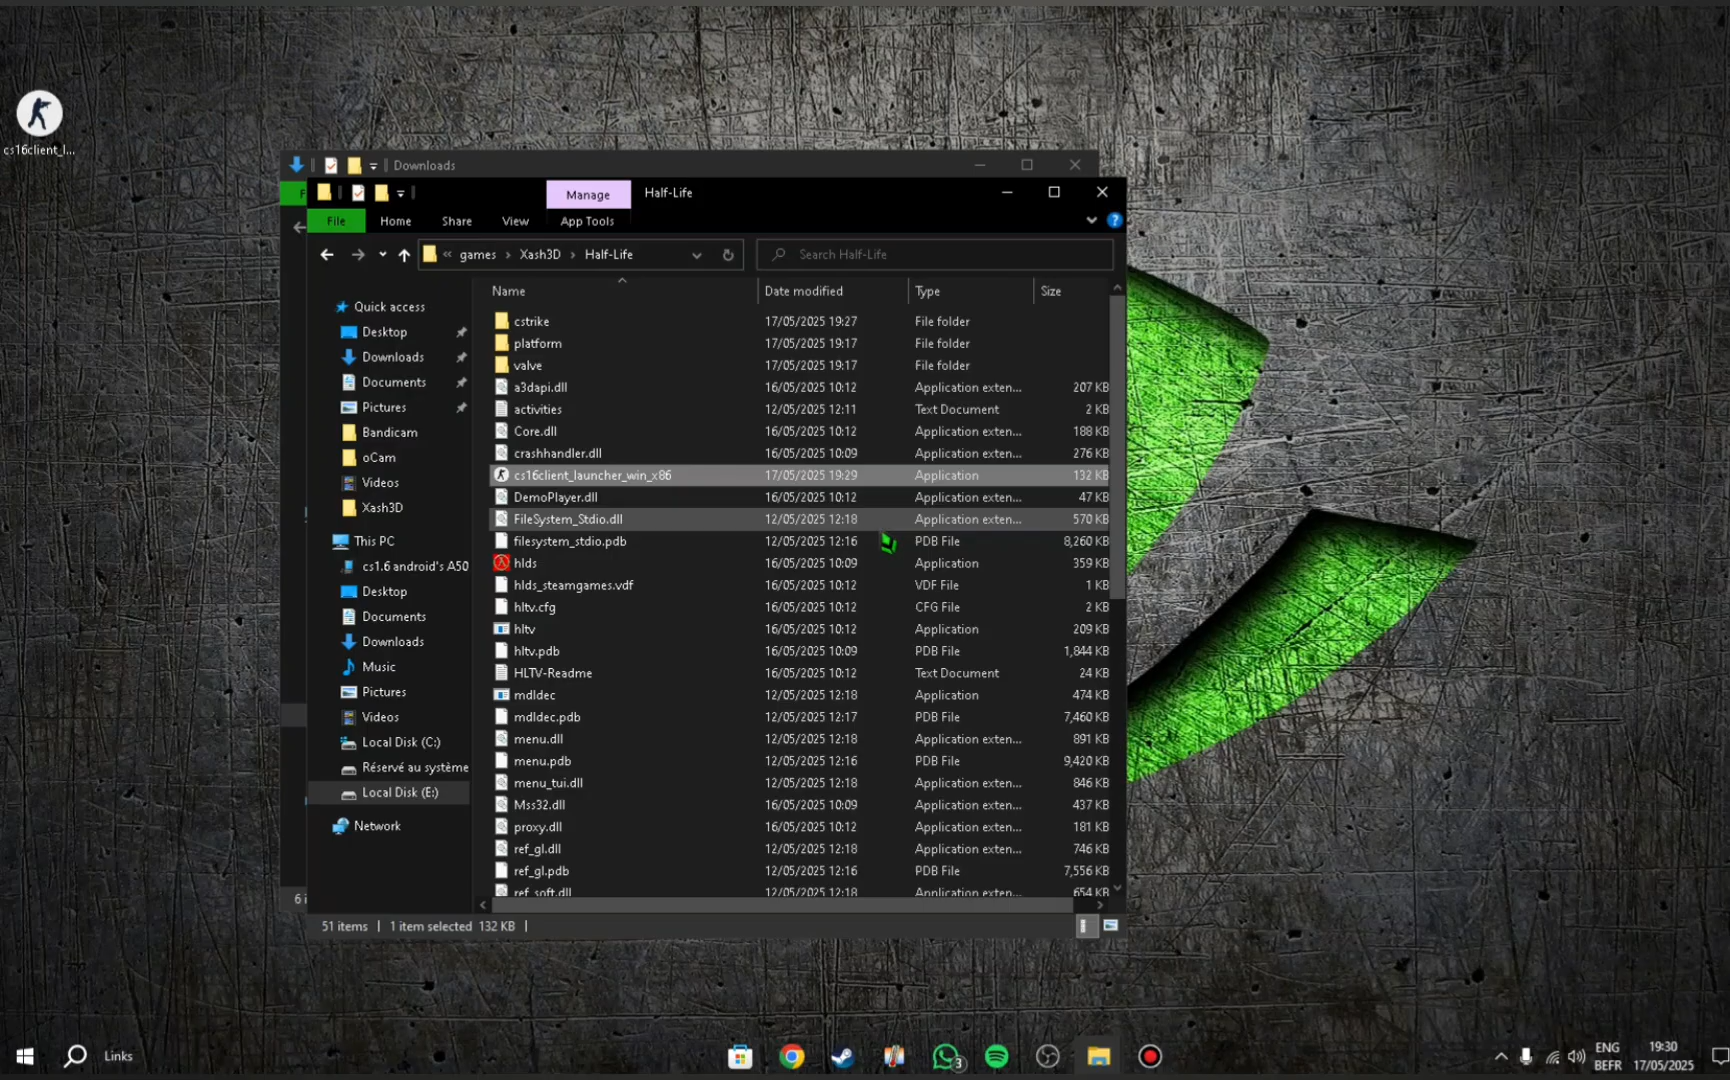 cs16client_l...
Downloads
Manage
Half-Life
File
Home
Share
View
App Tools
« games › Xash3D › Half-Life
Search Half-Life
Name
Date modified
Type
Size
Quick access
Desktop
Downloads
Documents
Pictures
Bandicam
oCam
Videos
Xash3D
This PC
cs1.6 android's A50
Desktop
Documents
Downloads
Music
Pictures
Videos
Local Disk (C:)
Réservé au système
Local Disk (E:)
Network
cstrike 17/05/2025 19:27 File folder
platform 17/05/2025 19:17 File folder
valve 17/05/2025 19:17 File folder
a3dapi.dll 16/05/2025 10:12 Application exten... 207 KB
activities 12/05/2025 12:11 Text Document 2 KB
Core.dll 16/05/2025 10:12 Application exten... 188 KB
crashhandler.dll 16/05/2025 10:09 Application exten... 276 KB
cs16client_launcher_win_x86 17/05/2025 19:29 Application 132 KB
DemoPlayer.dll 16/05/2025 10:12 Application exten... 47 KB
FileSystem_Stdio.dll 12/05/2025 12:18 Application exten... 570 KB
filesystem_stdio.pdb 12/05/2025 12:16 PDB File 8,260 KB
hlds 16/05/2025 10:09 Application 359 KB
hlds_steamgames.vdf 16/05/2025 10:12 VDF File 1 KB
hltv.cfg 16/05/2025 10:12 CFG File 2 KB
hltv 16/05/2025 10:12 Application 209 KB
hltv.pdb 16/05/2025 10:09 PDB File 1,844 KB
HLTV-Readme 16/05/2025 10:12 Text Document 24 KB
mdldec 12/05/2025 12:18 Application 474 KB
mdldec.pdb 12/05/2025 12:17 PDB File 7,460 KB
menu.dll 12/05/2025 12:18 Application exten... 891 KB
menu.pdb 12/05/2025 12:16 PDB File 9,420 KB
menu_tui.dll 12/05/2025 12:18 Application exten... 846 KB
Mss32.dll 16/05/2025 10:09 Application exten... 437 KB
proxy.dll 16/05/2025 10:12 Application exten... 181 KB
ref_gl.dll 12/05/2025 12:18 Application exten... 746 KB
ref_gl.pdb 12/05/2025 12:16 PDB File 7,556 KB
ref_soft.dll 12/05/2025 12:18 Application exten... 654 KB
6 i
51 items | 1 item selected 132 KB |
Links
3
ENG
BEFR
19:30
17/05/2025